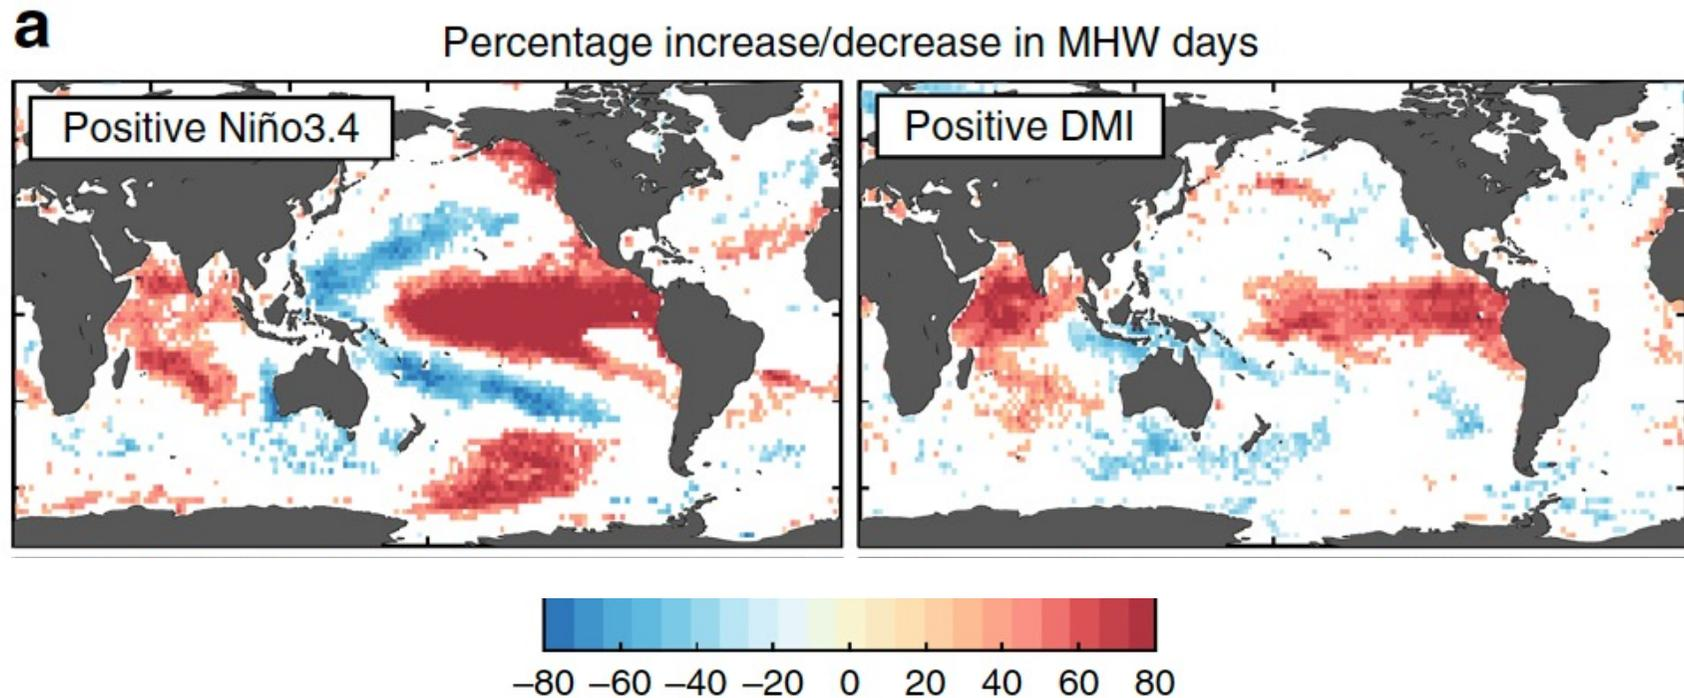 a
Percentage increase/decrease in MHW days
Positive Niño3.4
Positive DMI
−80 −60 −40 −20 0 20 40 60 80